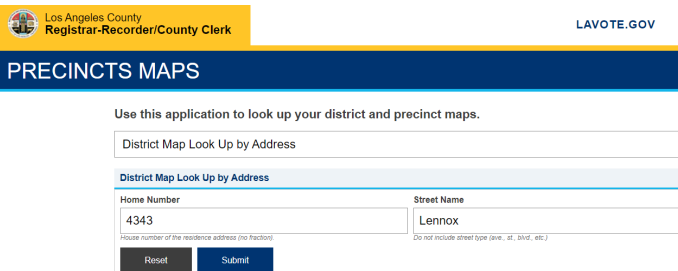 Los Angeles County
Registrar-Recorder/County Clerk
LAVOTE.GOV
PRECINCTS MAPS
Use this application to look up your district and precinct maps.
District Map Look Up by Address
District Map Look Up by Address
Home Number Street Name
4343 Lennox
House number of the residence address (no fraction). Do not include street type (ave., st., blvd., etc.)
Reset Submit